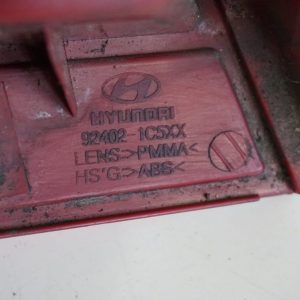 HYUNDAI
92402-1C5XX
LENS>PMMA<
HS'G>ABS<